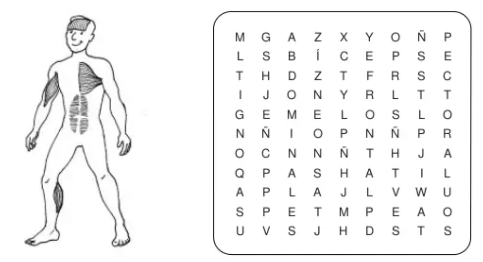 M G A Z X Y O Ñ P
L S B Í C E P S E
T H D Z T F R S C
I J O N Y R L T T
G E M E L O S L O
N Ñ I O P N Ñ P R
O C N N Ñ T H J A
Q P A S H A T I L
A P L A J L V W U
S P E T M P E A O
U V S J H D S T S